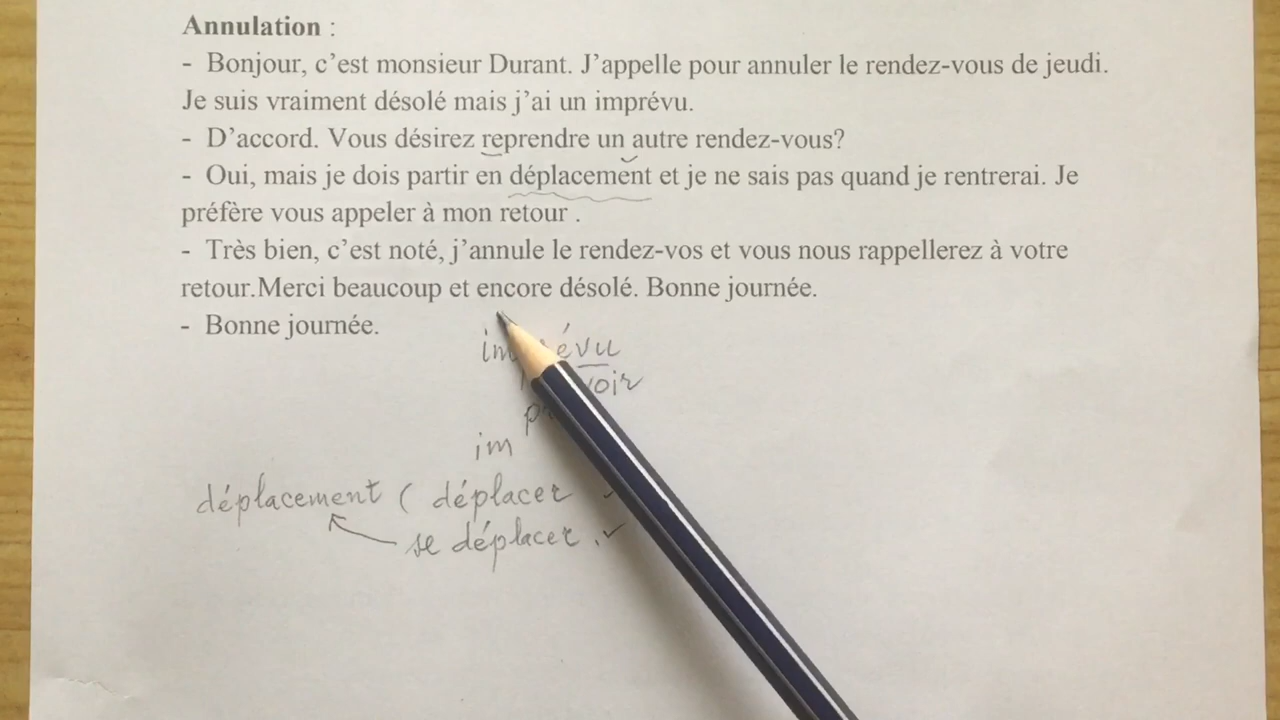 Annulation :
- Bonjour, c’est monsieur Durant. J’appelle pour annuler le rendez-vous de jeudi.
Je suis vraiment désolé mais j’ai un imprévu.
- D’accord. Vous désirez reprendre un autre rendez-vous?
- Oui, mais je dois partir en déplacement et je ne sais pas quand je rentrerai. Je
préfère vous appeler à mon retour .
- Très bien, c’est noté, j’annule le rendez-vos et vous nous rappellerez à votre
retour.Merci beaucoup et encore désolé. Bonne journée.
- Bonne journée.
im
déplacement ( déplacer
se déplacer .